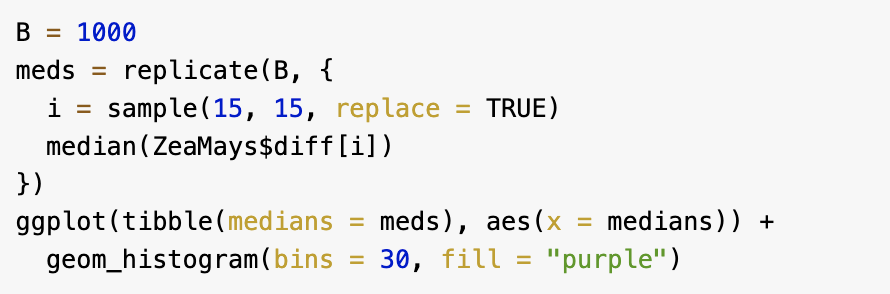 B = 1000
meds = replicate(B, {
  i = sample(15, 15, replace = TRUE)
  median(ZeaMays$diff[i])
})
ggplot(tibble(medians = meds), aes(x = medians)) +
  geom_histogram(bins = 30, fill = "purple")